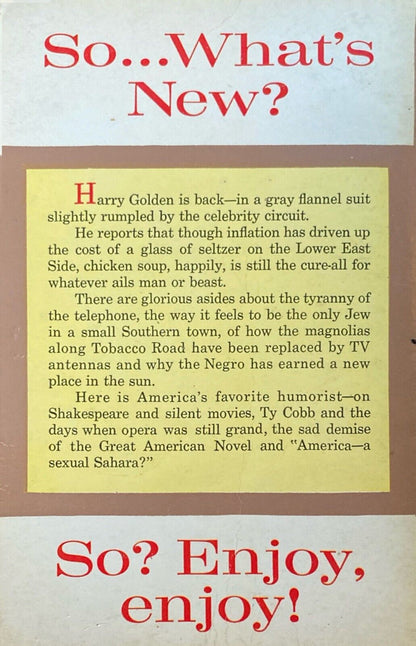 So...What's
New?
Harry Golden is back—in a gray flannel suit
slightly rumpled by the celebrity circuit.
He reports that though inflation has driven up
the cost of a glass of seltzer on the Lower East
Side, chicken soup, happily, is still the cure-all for
whatever ails man or beast.
There are glorious asides about the tyranny of
the telephone, the way it feels to be the only Jew
in a small Southern town, of how the magnolias
along Tobacco Road have been replaced by TV
antennas and why the Negro has earned a new
place in the sun.
Here is America's favorite humorist—on
Shakespeare and silent movies, Ty Cobb and the
days when opera was still grand, the sad demise
of the Great American Novel and "America—a
sexual Sahara?"
So? Enjoy,
enjoy!